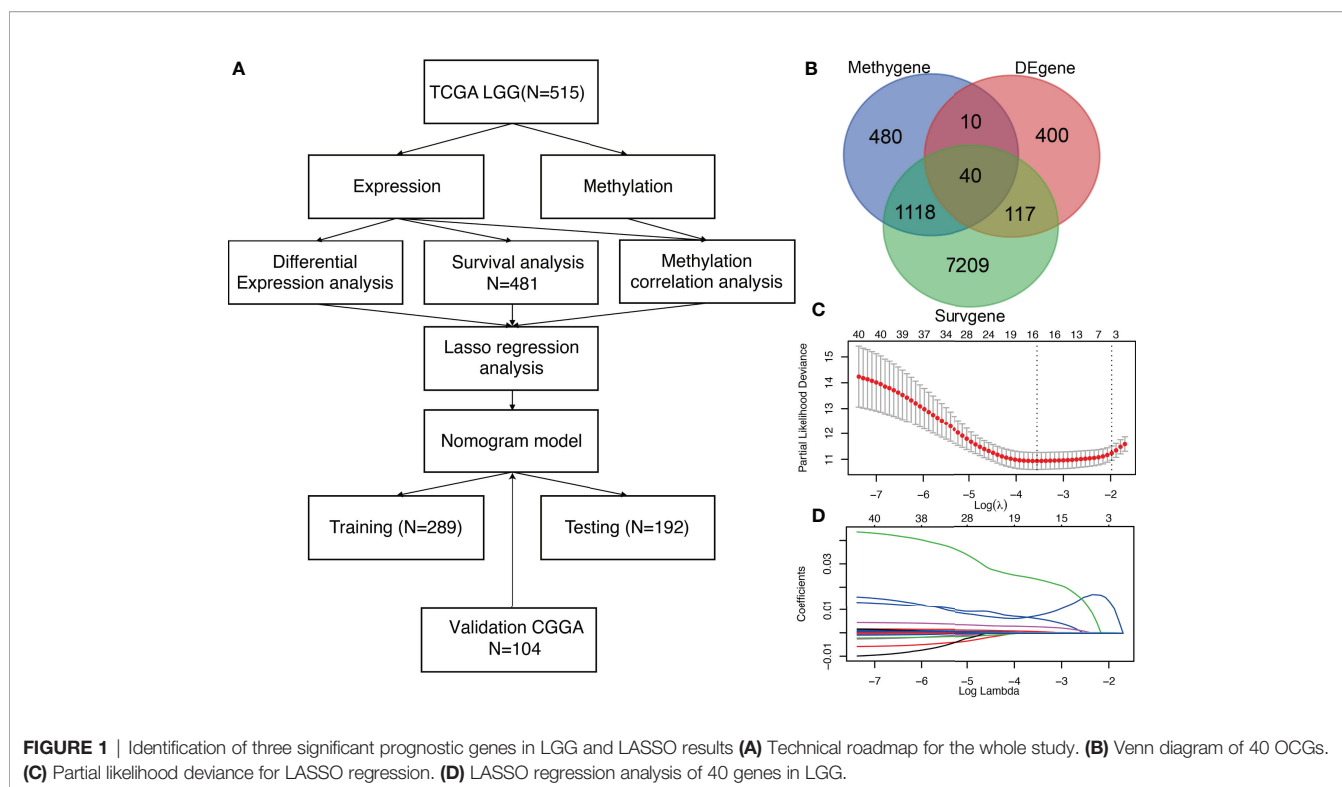 A
TCGA LGG(N=515)
Expression
Methylation
Differential
Expression analysis
Survival analysis
N=481
Methylation
correlation analysis
Lasso regression
analysis
Nomogram model
Training (N=289)
Testing (N=192)
Validation CGGA
N=104
B
Methygene
DEgene
480
10
400
40
1118
117
7209
Survgene
C
40 40 39 37 34 28 24 19 16 16 13 7 3
Partial Likelihood Deviance
15
14
13
12
11
-7 -6 -5 -4 -3 -2
Log(λ)
D
40 38 28 19 15 3
Coefficients
0.03
0.01
-0.01
-7 -6 -5 -4 -3 -2
Log Lambda
FIGURE 1 | Identification of three significant prognostic genes in LGG and LASSO results (A) Technical roadmap for the whole study. (B) Venn diagram of 40 OCGs.
(C) Partial likelihood deviance for LASSO regression. (D) LASSO regression analysis of 40 genes in LGG.